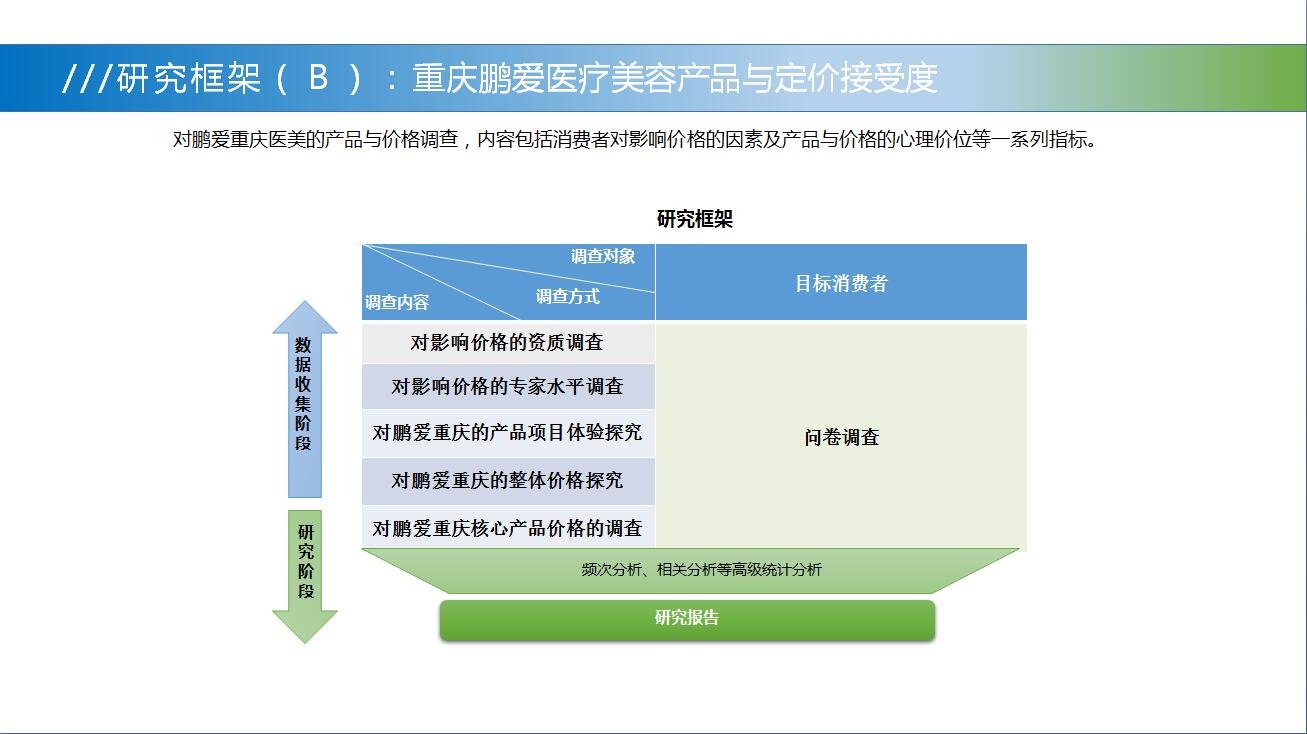 ///研究框架（ B ）：重庆鹏爱医疗美容产品与定价接受度
对鹏爱重庆医美的产品与价格调查，内容包括消费者对影响价格的因素及产品与价格的心理价位等一系列指标。
研究框架
调查对象
调查方式
调查内容
目标消费者
数据收集阶段
对影响价格的资质调查
对影响价格的专家水平调查
对鹏爱重庆的产品项目体验探究
对鹏爱重庆的整体价格探究
对鹏爱重庆核心产品价格的调查
问卷调查
研究阶段
频次分析、相关分析等高级统计分析
研究报告